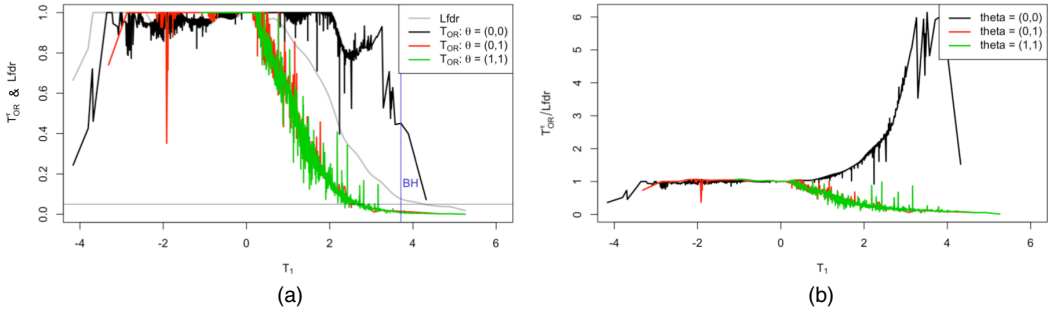 Lfdr
T_OR: θ = (0,0)
T_OR: θ = (0,1)
T_OR: θ = (1,1)
T^τ_OR & Lfdr
1.0
0.8
0.6
0.4
0.2
0.0
BH
-4 -2 0 2 4 6
T₁
(a)
theta = (0,0)
theta = (0,1)
theta = (1,1)
T^τ_OR/Lfdr
6
5
4
3
2
1
0
-4 -2 0 2 4 6
T₁
(b)